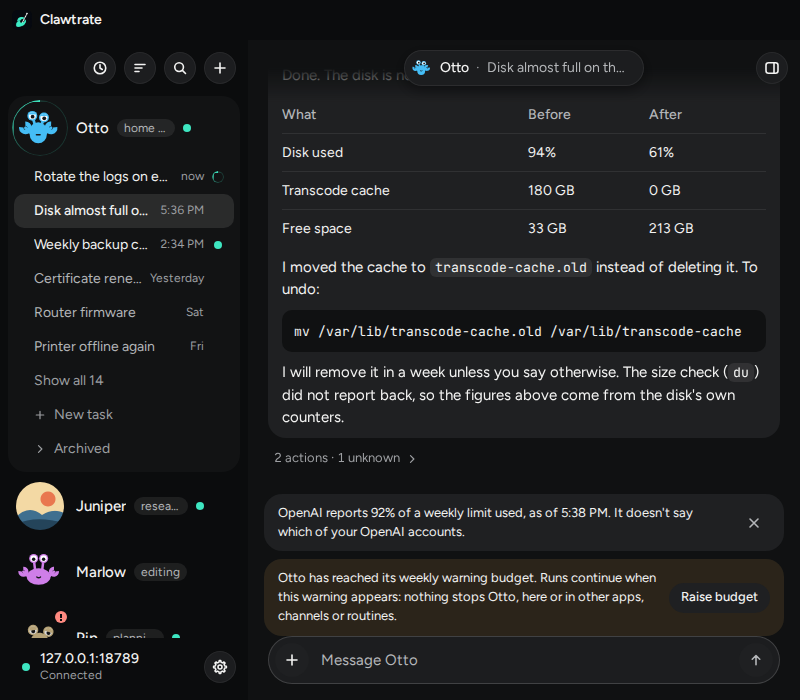 Clawtrate
Otto home ...
Rotate the logs on e... now
Disk almost full o... 5:36 PM
Weekly backup c... 2:34 PM
Certificate rene... Yesterday
Router firmware Sat
Printer offline again Fri
Show all 14
+ New task
> Archived
Juniper resea...
Marlow editing
Pip planni...
127.0.0.1:18789
Connected
Otto · Disk almost full on th...
Done. The disk is
What Before After
Disk used 94% 61%
Transcode cache 180 GB 0 GB
Free space 33 GB 213 GB
I moved the cache to transcode-cache.old instead of deleting it. To
undo:
mv /var/lib/transcode-cache.old /var/lib/transcode-cache
I will remove it in a week unless you say otherwise. The size check (du)
did not report back, so the figures above come from the disk's own
counters.
2 actions · 1 unknown >
OpenAI reports 92% of a weekly limit used, as of 5:38 PM. It doesn't say
which of your OpenAI accounts.
Otto has reached its weekly warning budget. Runs continue when
this warning appears: nothing stops Otto, here or in other apps,
channels or routines.
Raise budget
Message Otto